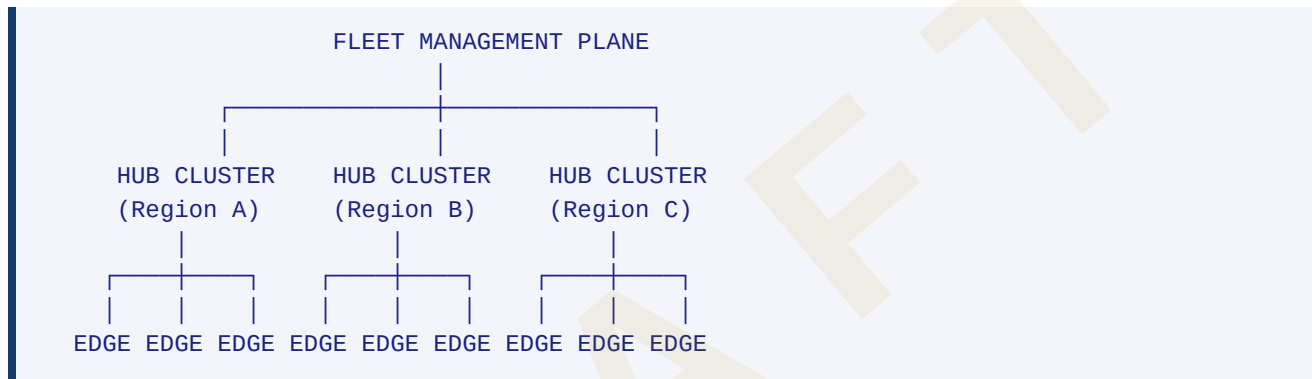 FLEET MANAGEMENT PLANE
HUB CLUSTER HUB CLUSTER HUB CLUSTER
(Region A) (Region B) (Region C)
EDGE EDGE EDGE EDGE EDGE EDGE EDGE EDGE EDGE